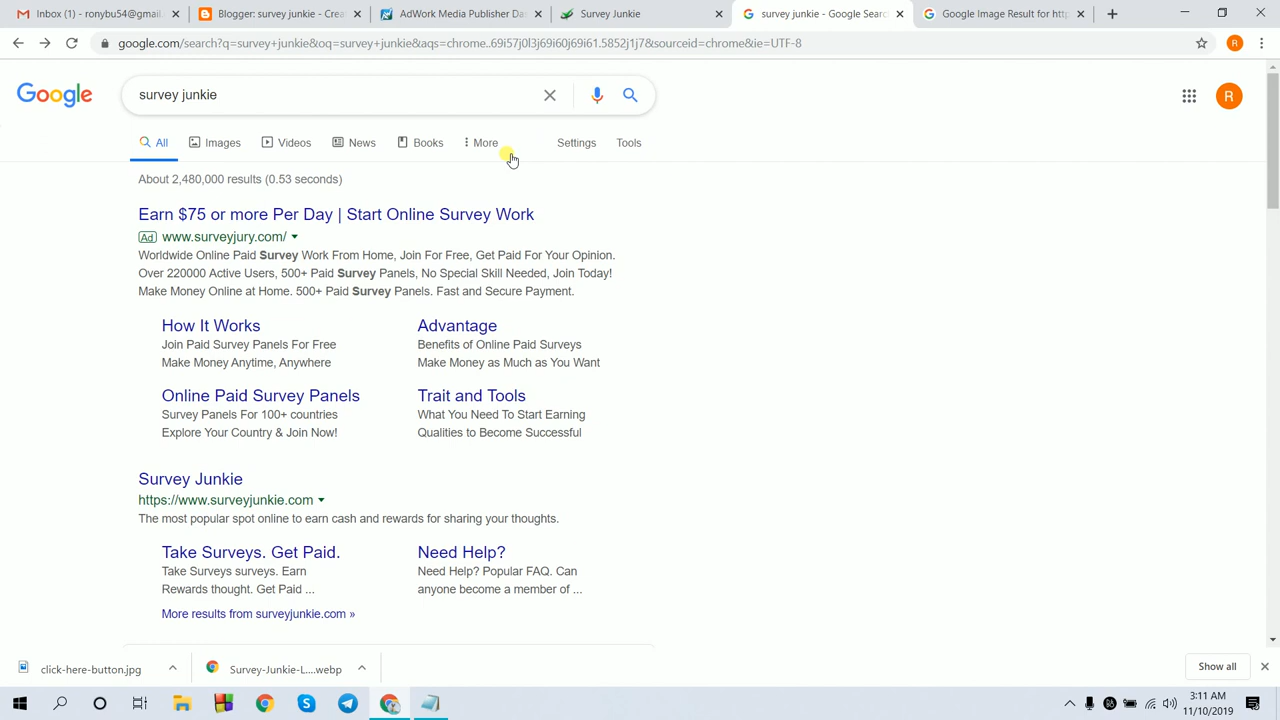 Inbox (1) - ronybu54@gmail.
Blogger: survey junkie - Crea
AdWork Media Publisher Da
Survey Junkie
survey junkie - Google Searc
Google Image Result for http
google.com/search?q=survey+junkie&oq=survey+junkie&aqs=chrome..69i57j0l3j69i60j69i61.5852j1j7&sourceid=chrome&ie=UTF-8
R
Google
survey junkie
R
All
Images
Videos
News
Books
More
Settings
Tools
About 2,480,000 results (0.53 seconds)
Earn $75 or more Per Day | Start Online Survey Work
Ad www.surveyjury.com/
Worldwide Online Paid Survey Work From Home, Join For Free, Get Paid For Your Opinion.
Over 220000 Active Users, 500+ Paid Survey Panels, No Special Skill Needed, Join Today!
Make Money Online at Home. 500+ Paid Survey Panels. Fast and Secure Payment.
How It Works
Join Paid Survey Panels For Free
Make Money Anytime, Anywhere
Advantage
Benefits of Online Paid Surveys
Make Money as Much as You Want
Online Paid Survey Panels
Survey Panels For 100+ countries
Explore Your Country & Join Now!
Trait and Tools
What You Need To Start Earning
Qualities to Become Successful
Survey Junkie
https://www.surveyjunkie.com
The most popular spot online to earn cash and rewards for sharing your thoughts.
Take Surveys. Get Paid.
Take Surveys surveys. Earn
Rewards thought. Get Paid ...
Need Help?
Need Help? Popular FAQ. Can
anyone become a member of ...
More results from surveyjunkie.com »
click-here-button.jpg
Survey-Junkie-L....webp
Show all
3:11 AM
11/10/2019